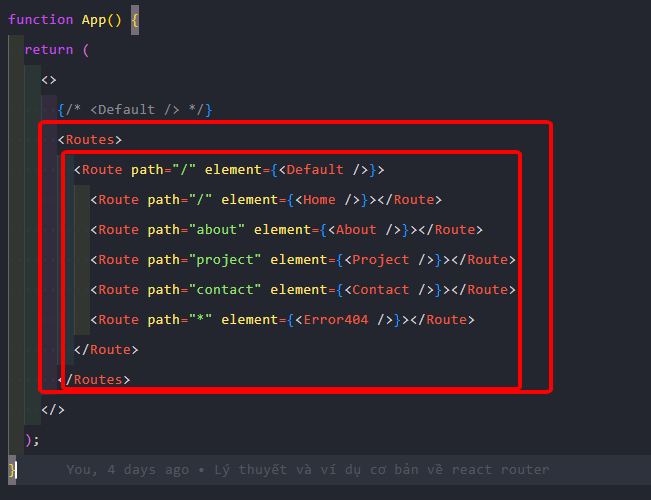 function App() {
return (
<>
{/* <Default /> */}
<Routes>
<Route path="/" element={<Default />}>
<Route path="/" element={<Home />}></Route>
<Route path="about" element={<About />}></Route>
<Route path="project" element={<Project />}></Route>
<Route path="contact" element={<Contact />}></Route>
<Route path="*" element={<Error404 />}></Route>
</Route>
</Routes>
</>
);
} You, 4 days ago • Lý thuyết và ví dụ cơ bản về react router